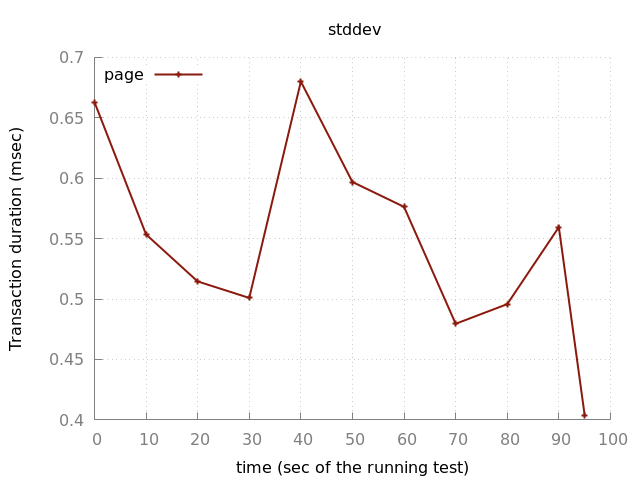 stddev
page
0.7
0.65
0.6
0.55
0.5
0.45
0.4
Transaction duration (msec)
0 10 20 30 40 50 60 70 80 90 100
time (sec of the running test)